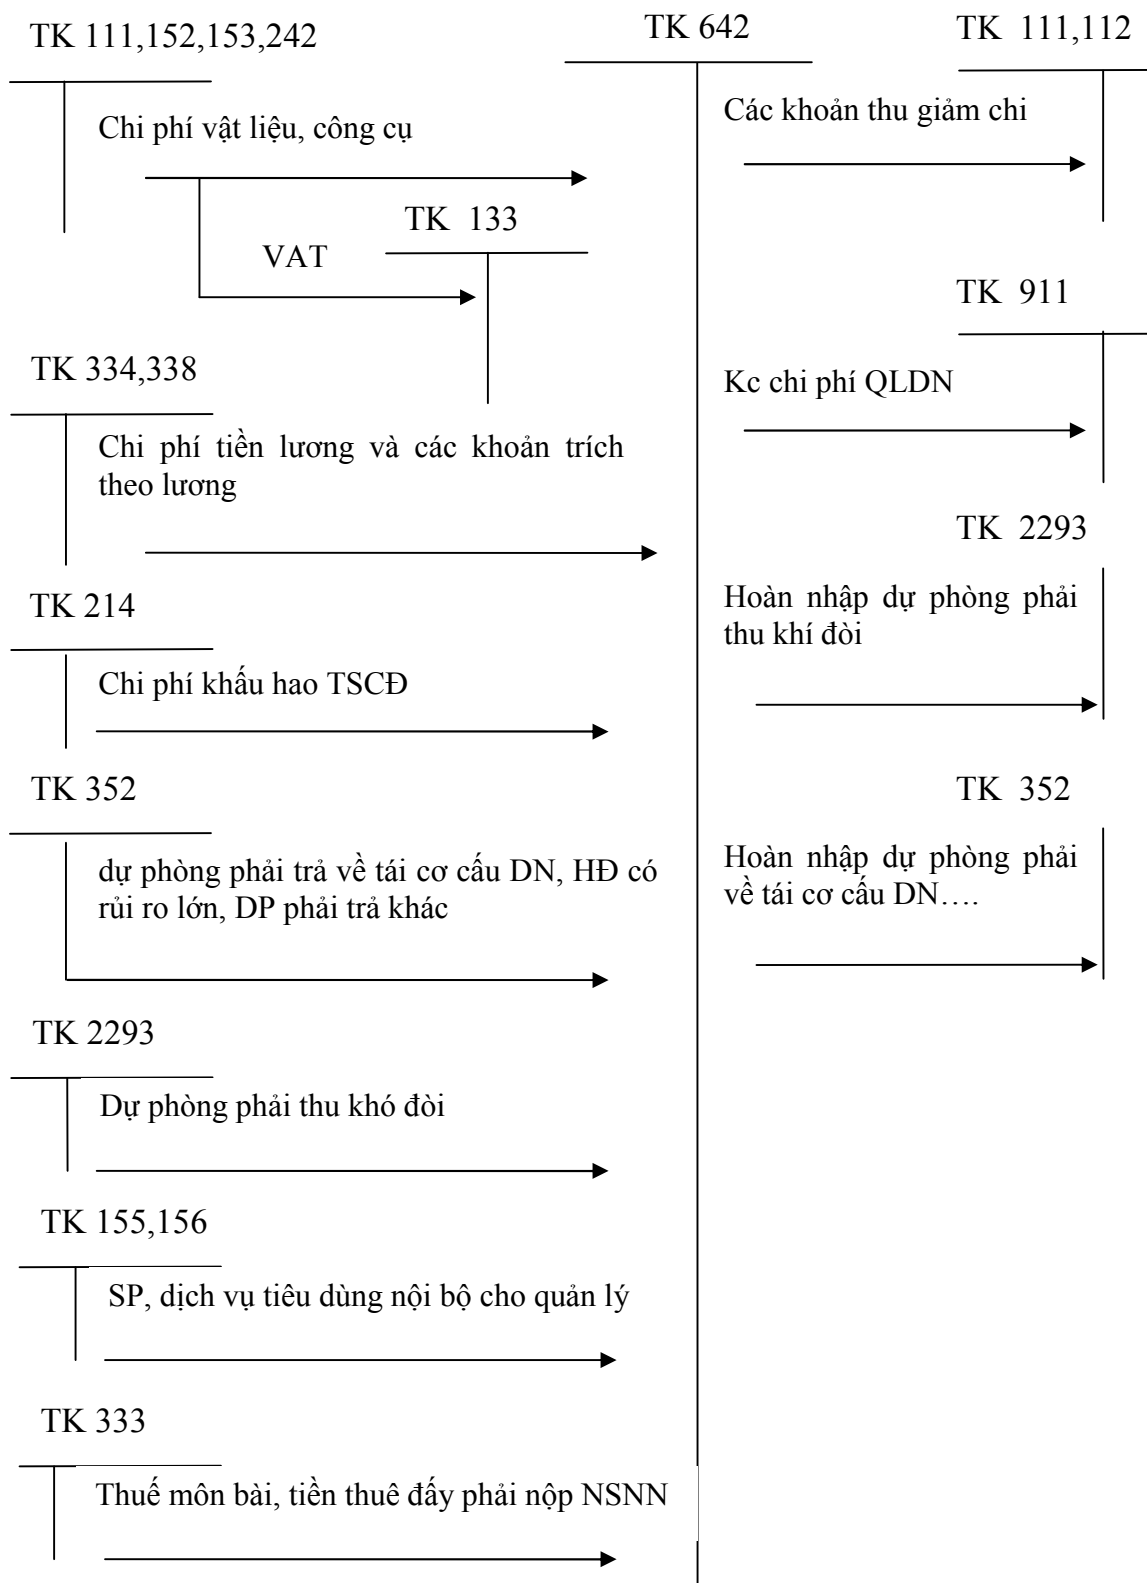 TK 111,152,153,242
TK 642
TK 111,112
Chi phí vật liệu, công cụ
Các khoản thu giảm chi
TK 133
VAT
TK 911
TK 334,338
Kc chi phí QLDN
Chi phí tiền lương và các khoản trích
theo lương
TK 2293
TK 214
Hoàn nhập dự phòng phải
thu khí đòi
Chi phí khấu hao TSCĐ
TK 352
TK 352
dự phòng phải trả về tái cơ cấu DN, HĐ có
rủi ro lớn, DP phải trả khác
Hoàn nhập dự phòng phải
về tái cơ cấu DN….
TK 2293
Dự phòng phải thu khó đòi
TK 155,156
SP, dịch vụ tiêu dùng nội bộ cho quản lý
TK 333
Thuế môn bài, tiền thuê đấy phải nộp NSNN